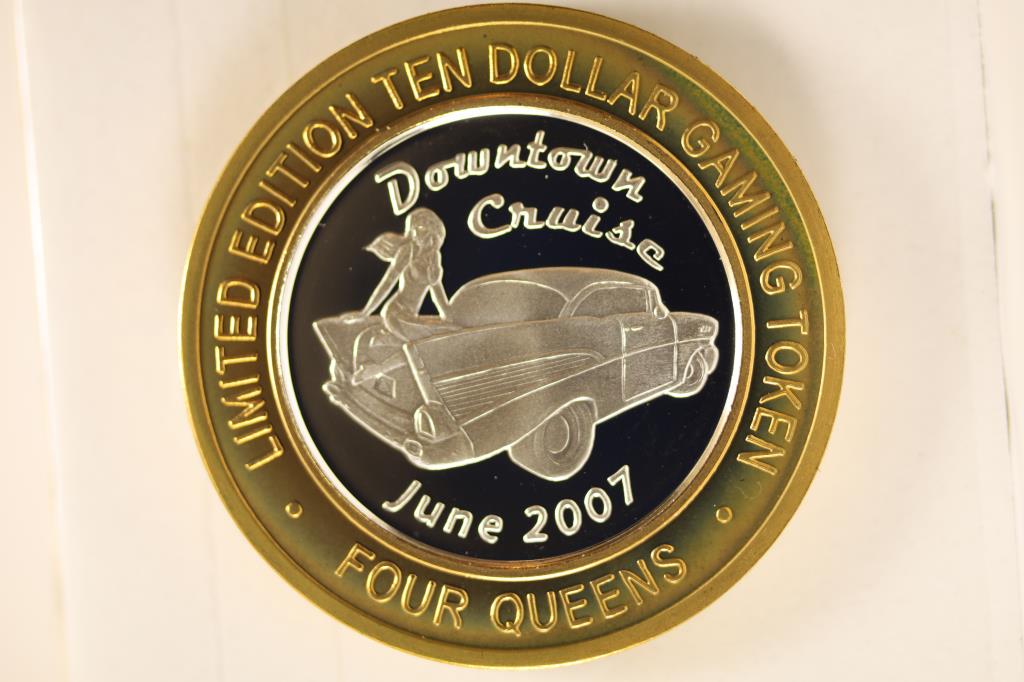 LIMITED EDITION TEN DOLLAR GAMING TOKEN
Downtown
Cruise
June 2007
• FOUR QUEENS •